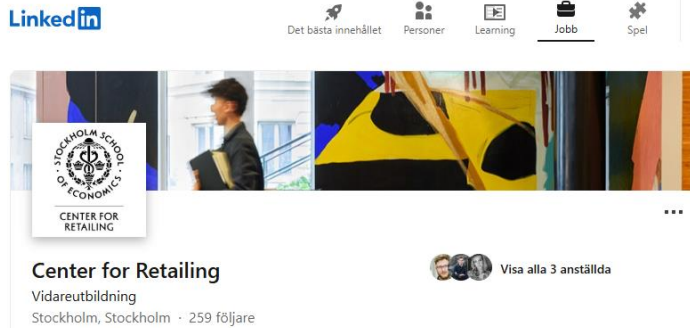 LinkedIn
Det bästa innehållet
Personer
Learning
Jobb
Spel
STOCKHOLM SCHOOL
OF ECONOMICS
CENTER FOR
RETAILING
Center for Retailing
Visa alla 3 anställda
Vidareutbildning
Stockholm, Stockholm · 259 följare